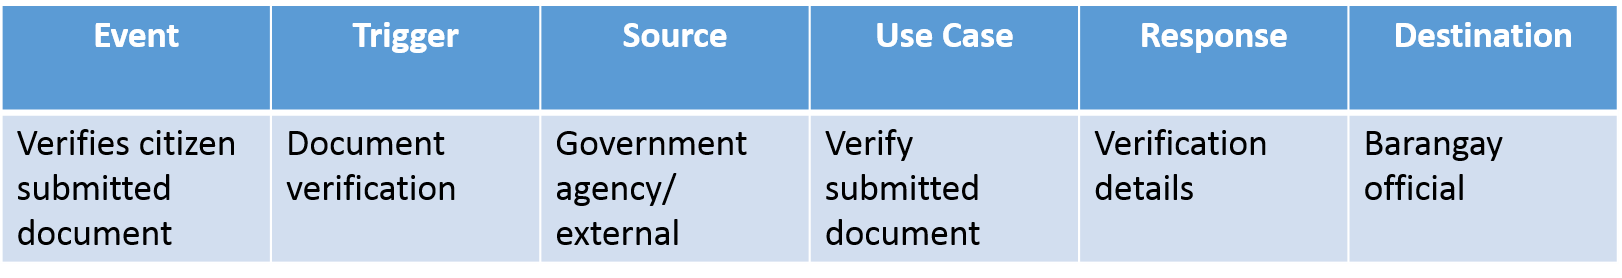 Event
Trigger
Source
Use Case
Response
Destination
Verifies citizen
submitted
document
Document
verification
Government
agency/
external
Verify
submitted
document
Verification
details
Barangay
official